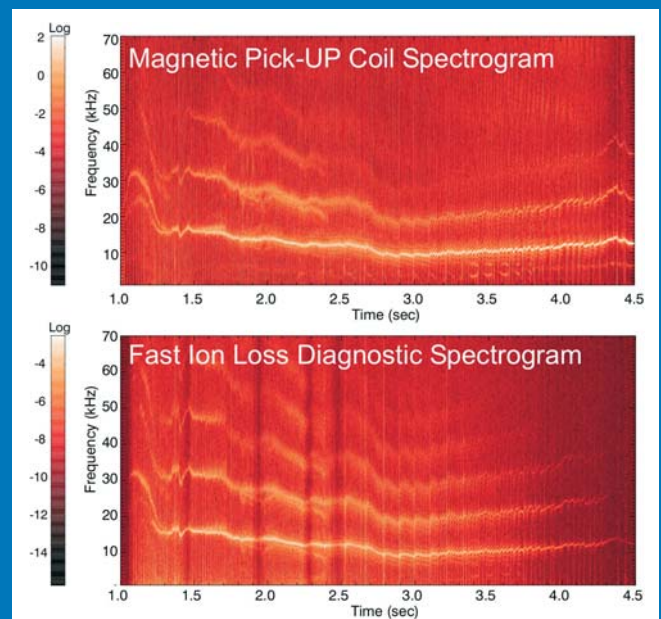 Log
2
0
-2
-4
-6
-8
-10
Magnetic Pick-UP Coil Spectrogram
Frequency (kHz)
70
60
50
40
30
20
10
1.0 1.5 2.0 2.5 3.0 3.5 4.0 4.5
Time (sec)
Log
-4
-6
-8
-10
-12
-14
Fast Ion Loss Diagnostic Spectrogram
Frequency (kHz)
70
60
50
40
30
20
10
0
1.0 1.5 2.0 2.5 3.0 3.5 4.0 4.5
Time (sec)